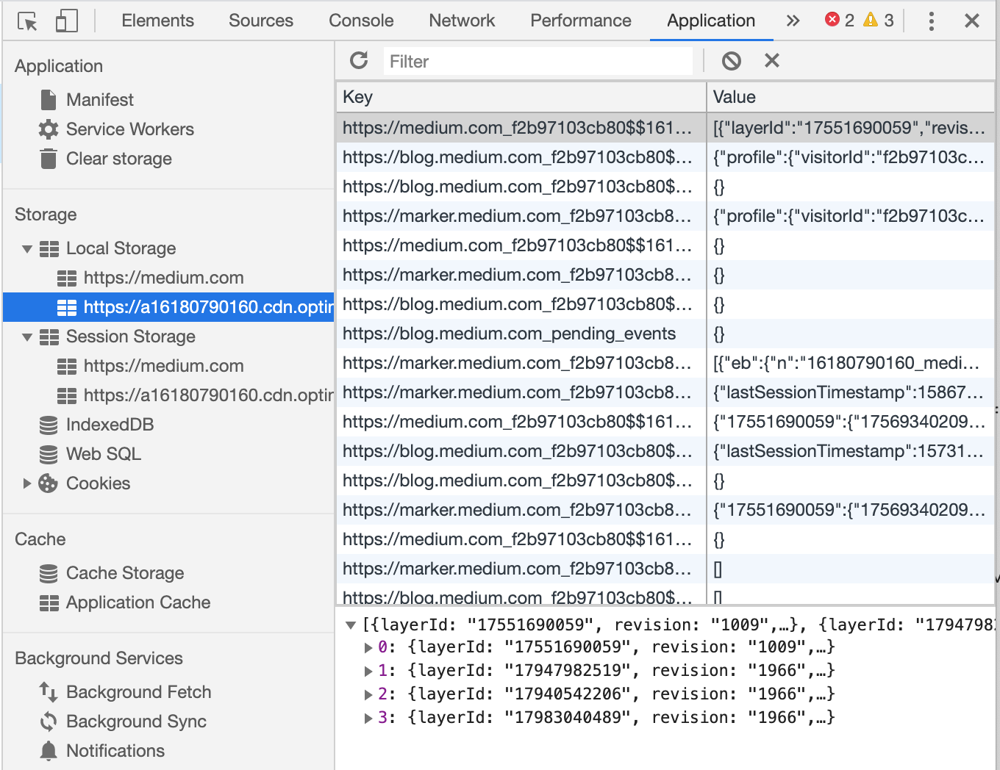 Elements Sources Console Network Performance Application » 2 3
Application
Manifest
Service Workers
Clear storage
Storage
Local Storage
https://medium.com
https://a16180790160.cdn.optir
Session Storage
https://medium.com
https://a16180790160.cdn.optir
IndexedDB
Web SQL
Cookies
Cache
Cache Storage
Application Cache
Background Services
Background Fetch
Background Sync
Notifications
Filter
Key Value
https://medium.com_f2b97103cb80$$161… [{"layerId":"17551690059","revis…
https://blog.medium.com_f2b97103cb80$… {"profile":{"visitorId":"f2b97103c…
https://blog.medium.com_f2b97103cb80$… {}
https://marker.medium.com_f2b97103cb8… {"profile":{"visitorId":"f2b97103c…
https://medium.com_f2b97103cb80$$161… {}
https://marker.medium.com_f2b97103cb8… {}
https://blog.medium.com_f2b97103cb80$… {}
https://blog.medium.com_pending_events {}
https://marker.medium.com_f2b97103cb8… [{"eb":{"n":"16180790160_medi…
https://marker.medium.com_f2b97103cb8… {"lastSessionTimestamp":15867…
https://medium.com_f2b97103cb80$$161… {"17551690059":{"17569340209…
https://blog.medium.com_f2b97103cb80$… {"lastSessionTimestamp":15731…
https://blog.medium.com_f2b97103cb80$… {}
https://marker.medium.com_f2b97103cb8… {"17551690059":{"17569340209…
https://medium.com_f2b97103cb80$$161… {}
https://marker.medium.com_f2b97103cb8… []
https://blog.medium.com_f2b97103cb80$… []
[{layerId: "17551690059", revision: "1009",…}, {layerId: "1794798
0: {layerId: "17551690059", revision: "1009",…}
1: {layerId: "17947982519", revision: "1966",…}
2: {layerId: "17940542206", revision: "1966",…}
3: {layerId: "17983040489", revision: "1966",…}